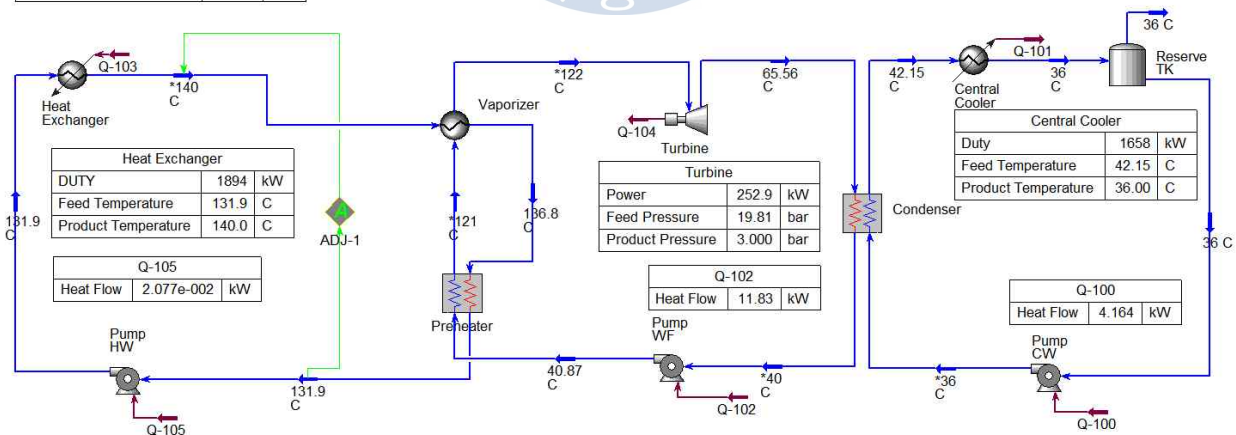 Q-103
*140
C
Heat
Exchanger
Heat Exchanger
DUTY 1894 kW
Feed Temperature 131.9 C
Product Temperature 140.0 C
131.9
C
A
ADJ-1
Q-105
Heat Flow 2.077e-002 kW
Pump
HW
Q-105
131.9
C
*122
C
Vaporizer
*121
C
136.8
C
Preheater
65.56
C
Q-104
Turbine
Turbine
Power 252.9 kW
Feed Pressure 19.81 bar
Product Pressure 3.000 bar
Q-102
Heat Flow 11.83 kW
Pump
WF
40.87
C
*40
C
Q-102
Condenser
42.15
C
Q-101
Central
Cooler
36
C
36 C
Reserve
TK
Central Cooler
Duty 1658 kW
Feed Temperature 42.15 C
Product Temperature 36.00 C
36 C
Q-100
Heat Flow 4.164 kW
Pump
CW
*36
C
Q-100